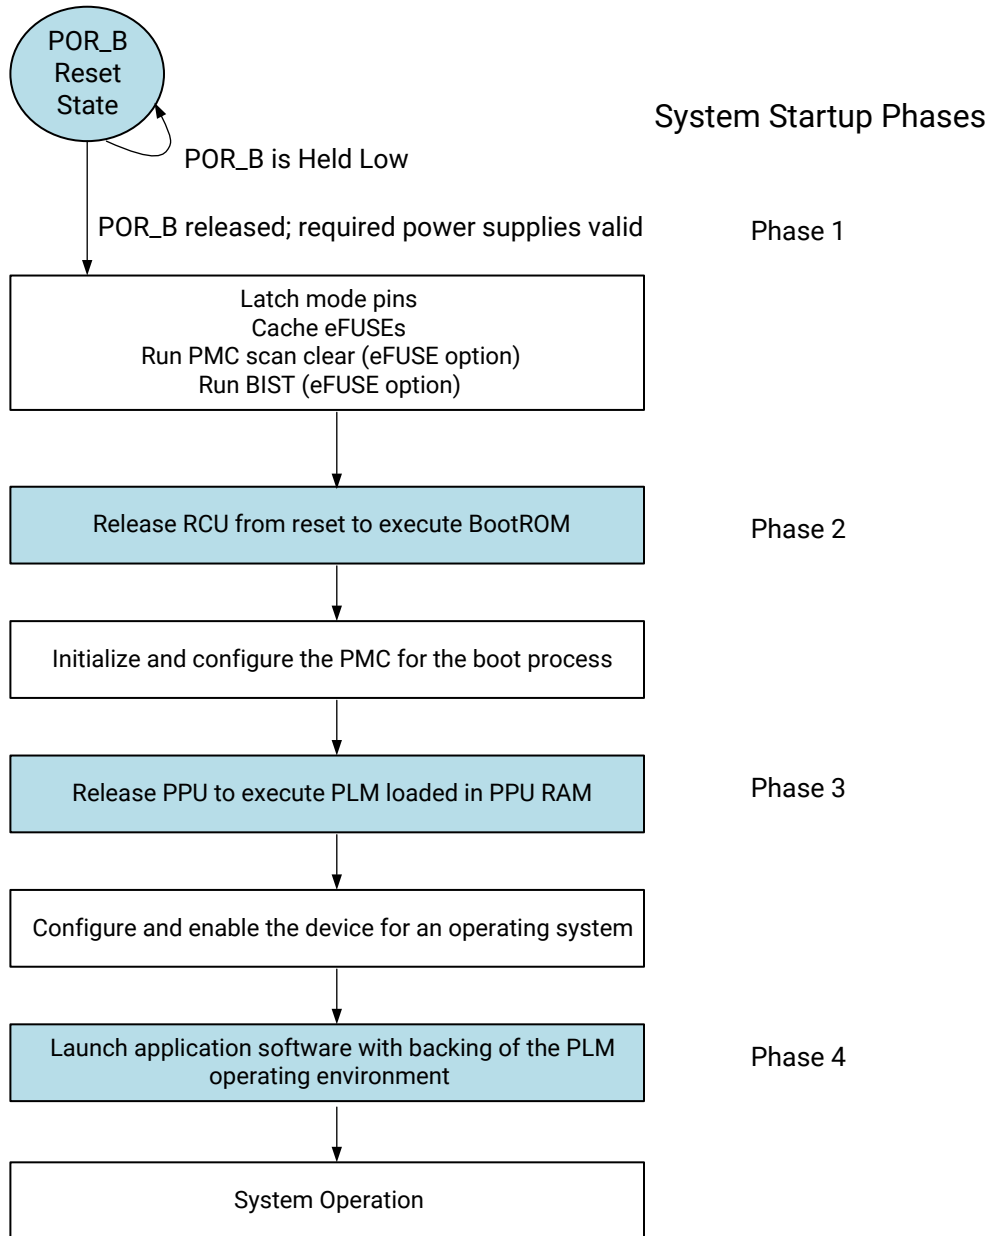 POR_B
Reset
State
System Startup Phases
POR_B is Held Low
POR_B released; required power supplies valid
Phase 1
Latch mode pins
Cache eFUSEs
Run PMC scan clear (eFUSE option)
Run BIST (eFUSE option)
Release RCU from reset to execute BootROM
Phase 2
Initialize and configure the PMC for the boot process
Release PPU to execute PLM loaded in PPU RAM
Phase 3
Configure and enable the device for an operating system
Launch application software with backing of the PLM
operating environment
Phase 4
System Operation